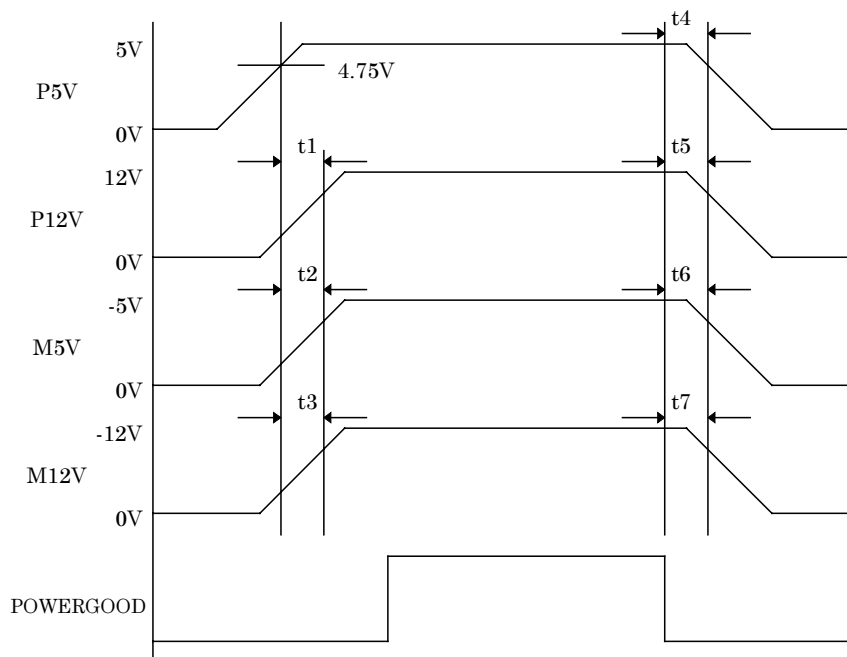 t4
5V
4.75V
P5V
0V
t1
t5
12V
P12V
0V
t2
t6
-5V
M5V
0V
t3
t7
-12V
M12V
0V
POWERGOOD